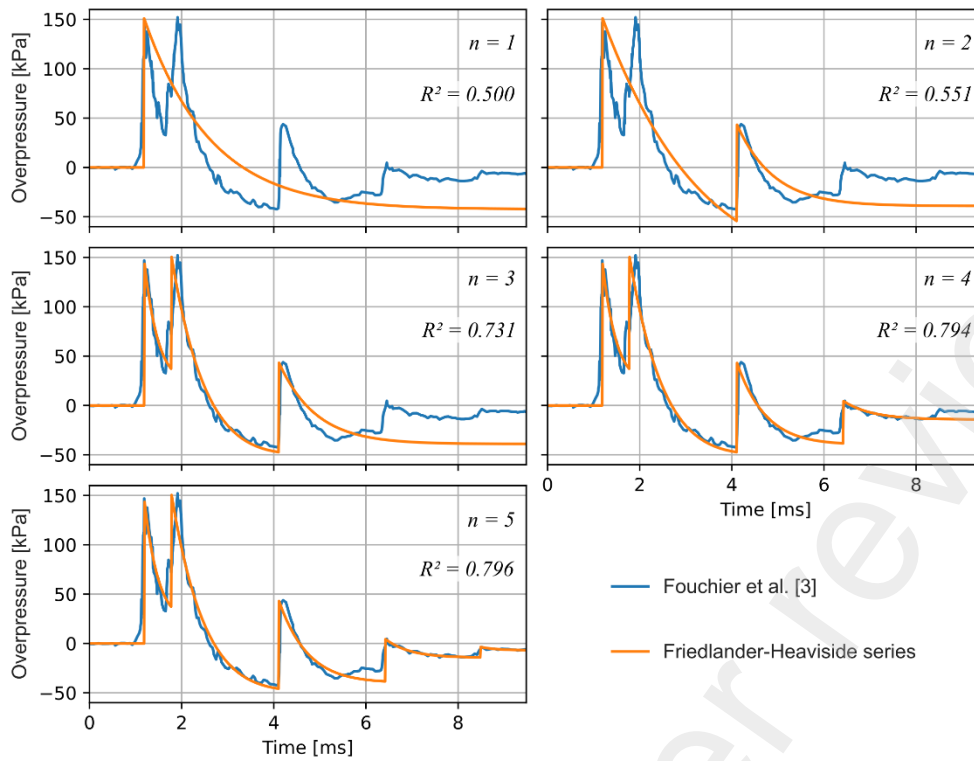 150
100
50
0
−50
Overpressure [kPa]
n = 1
R² = 0.500
n = 2
R² = 0.551
150
100
50
0
−50
Overpressure [kPa]
n = 3
R² = 0.731
n = 4
R² = 0.794
0 2 4 6 8
Time [ms]
150
100
50
0
−50
Overpressure [kPa]
n = 5
R² = 0.796
0 2 4 6 8
Time [ms]
Fouchier et al. [3]
Friedlander-Heaviside series
er review